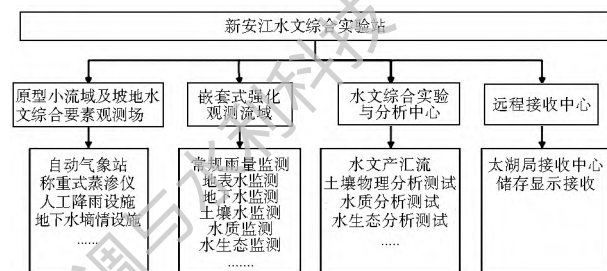 新安江水文综合实验站
原型小流域及坡地水
文综合要素观测场
嵌套式强化
观测流域
水文综合实验
与分析中心
远程接收中心
自动气象站
称重式蒸渗仪
人工降雨设施
地下水墒情设施
......
常规雨量监测
地表水监测
地下水监测
土壤水监测
水质监测
水生态监测
.......
水文产汇流
土壤物理分析测试
水质分析测试
水生态分析测试
.....
太湖局接收中心
储存显示接收
调与水利科技